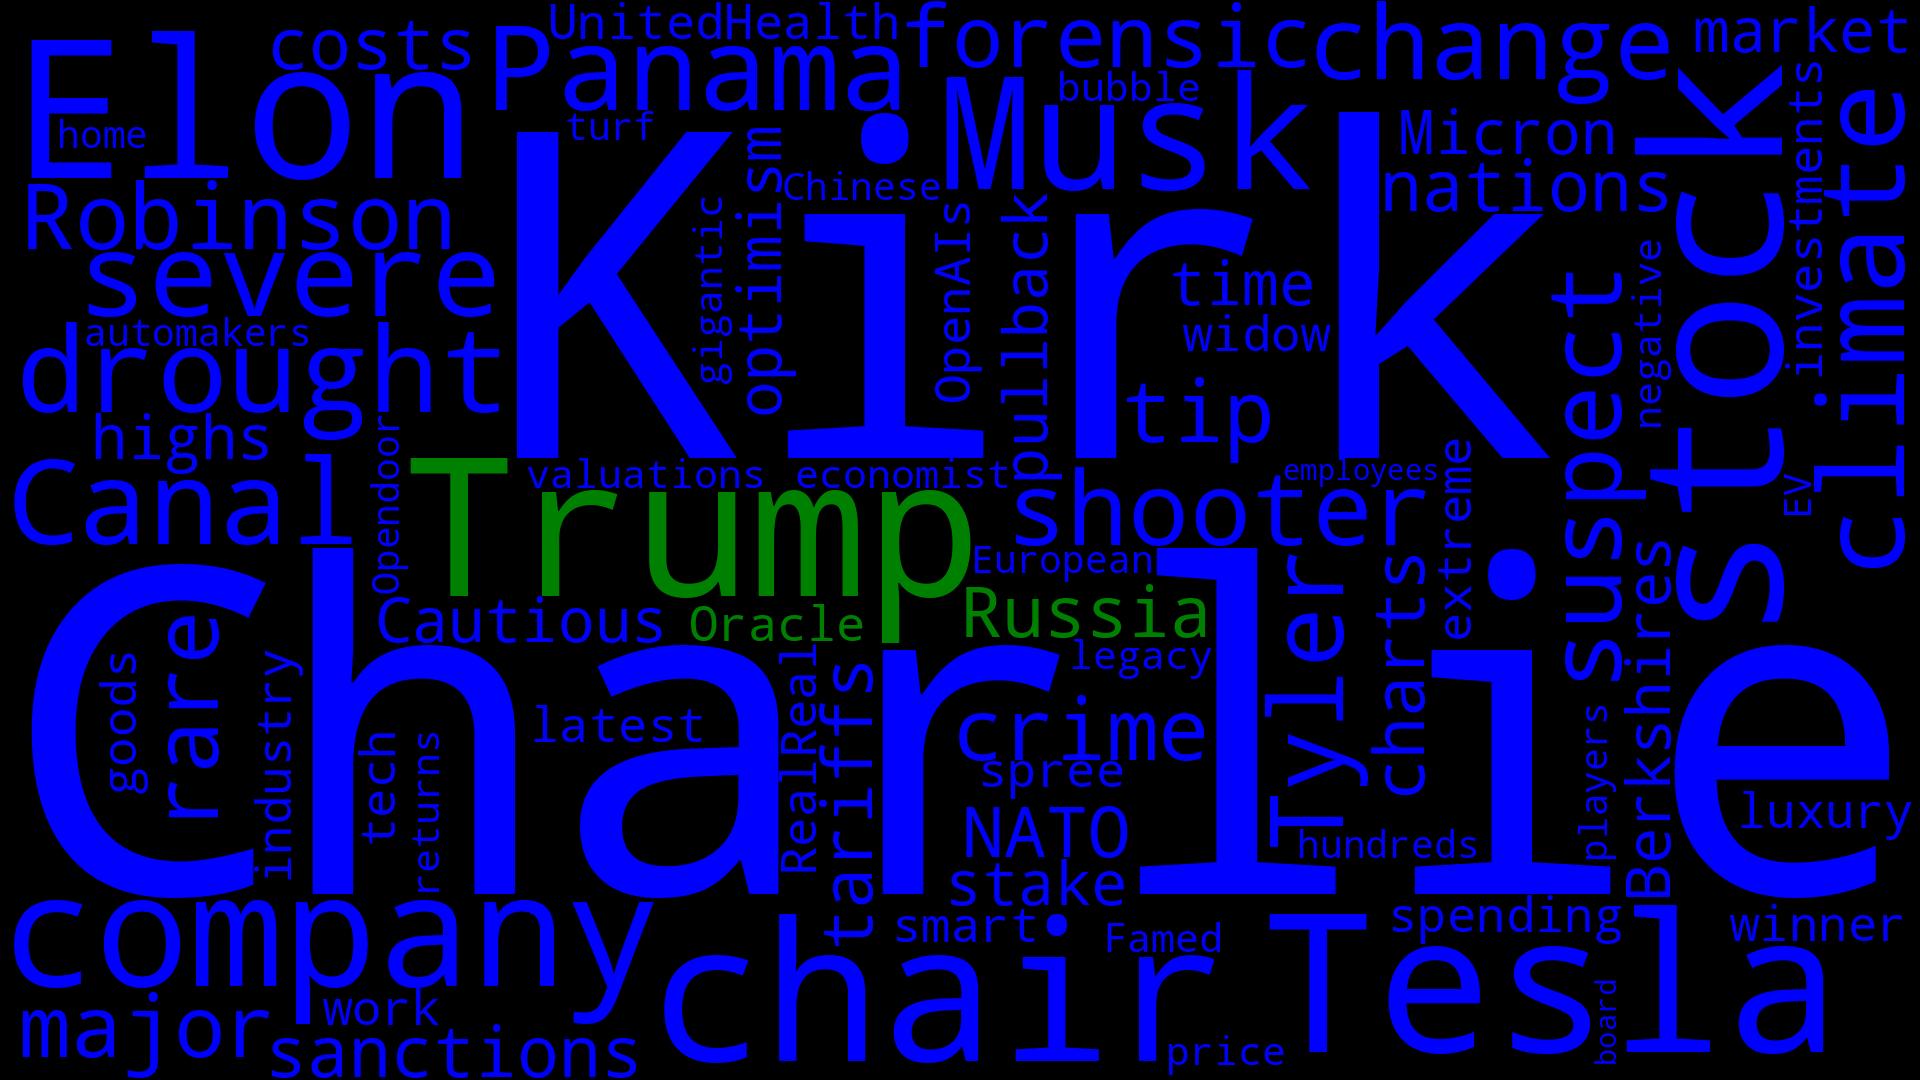 UnitedHealth
costs
Panama
forensic
change
market
Elon
Musk
bubble
home
turf
Kirk
Micron
stock
investments
climate
optimism
Chinese
nations
Robinson
gigantic
OpenAIs
pullback
severe
time
widow
suspect
negative
automakers
drought
tip
highs
Opendoor
Canal
Trump
valuations
economist
employees
shooter
extreme
EV
European
Charlie
Cautious
Oracle
Russia
Tyler
charts
Berkshires
legacy
goods
rare
industry
tech
returns
latest
RealReal
tariffs
crime
spree
players
NATO
hundreds
luxury
stake
company
smart
Famed
spending
winner
chair
Tesla
major
work
board
sanctions
price